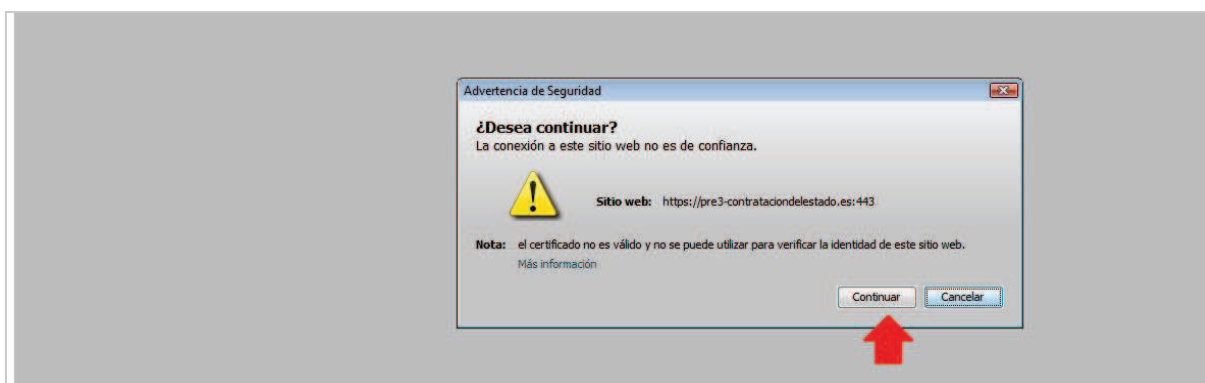 Advertencia de Seguridad
¿Desea continuar?
La conexión a este sitio web no es de confianza.
Sitio web: https://pre3-contrataciondelestado.es:443
Nota: el certificado no es válido y no se puede utilizar para verificar la identidad de este sitio web.
Más información
Continuar Cancelar